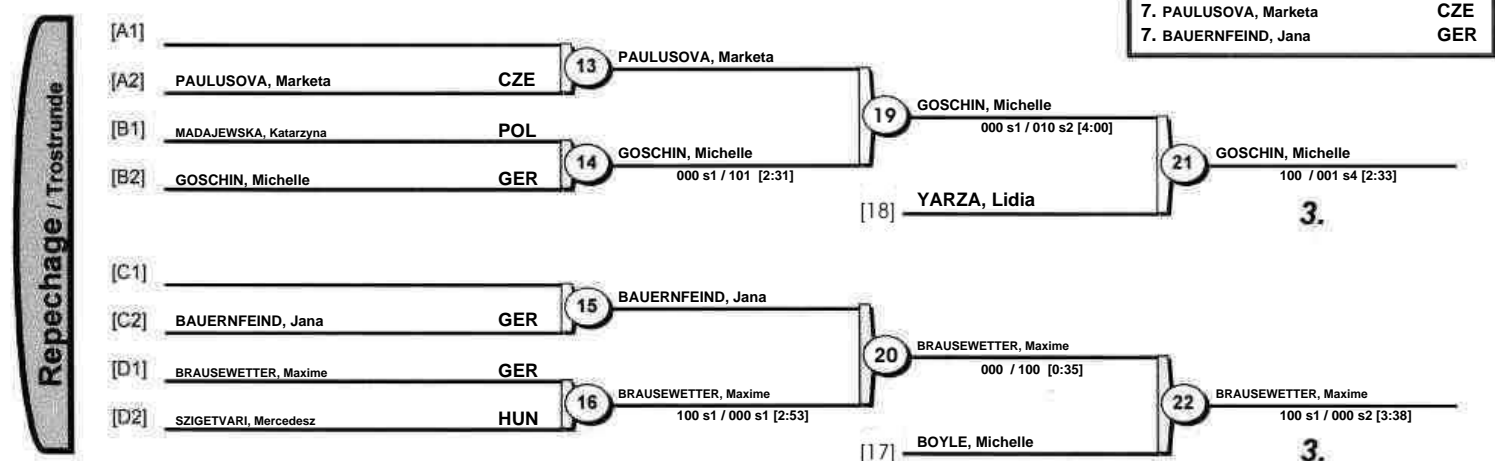 7. PAULUSOVA, Marketa CZE
7. BAUERNFEIND, Jana GER
Repechage / Trostrunde
[A1]
[A2] PAULUSOVA, Marketa CZE
13 PAULUSOVA, Marketa
[B1] MADAJEWSKA, Katarzyna POL
[B2] GOSCHIN, Michelle GER
14 GOSCHIN, Michelle
000 s1 / 101 [2:31]
19 GOSCHIN, Michelle
000 s1 / 010 s2 [4:00]
[18] YARZA, Lidia
21 GOSCHIN, Michelle
100 / 001 s4 [2:33]
3.
[C1]
[C2] BAUERNFEIND, Jana GER
15 BAUERNFEIND, Jana
[D1] BRAUSEWETTER, Maxime GER
[D2] SZIGETVARI, Mercedesz HUN
16 BRAUSEWETTER, Maxime
100 s1 / 000 s1 [2:53]
20 BRAUSEWETTER, Maxime
000 / 100 [0:35]
[17] BOYLE, Michelle
22 BRAUSEWETTER, Maxime
100 s1 / 000 s2 [3:38]
3.